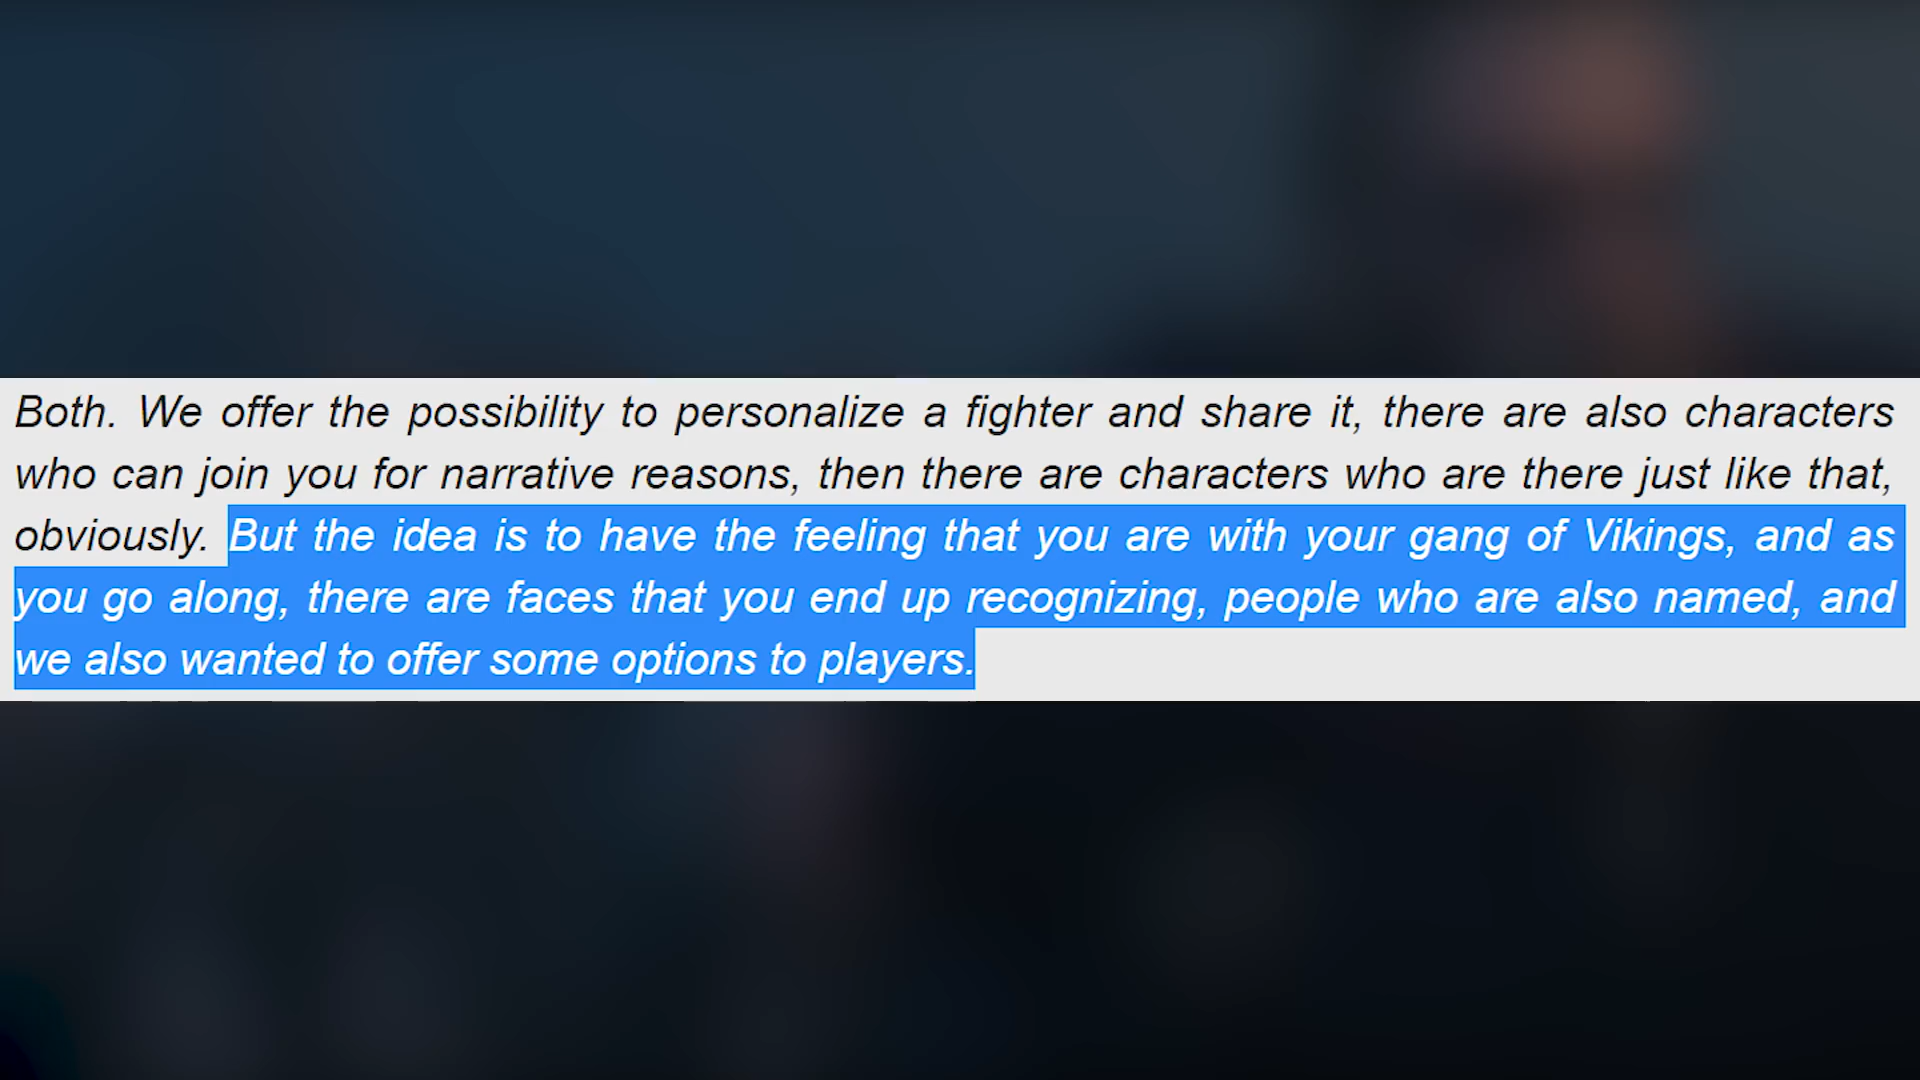 Both. We offer the possibility to personalize a fighter and share it, there are also characters
who can join you for narrative reasons, then there are characters who are there just like that,
obviously. But the idea is to have the feeling that you are with your gang of Vikings, and as
you go along, there are faces that you end up recognizing, people who are also named, and
we also wanted to offer some options to players.